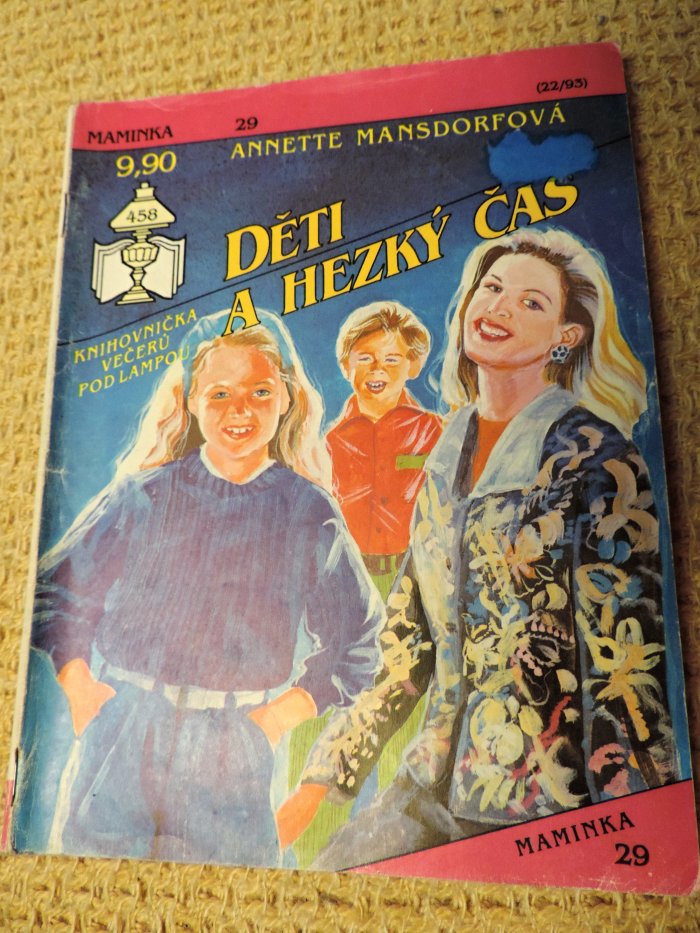 MAMINKA 29 (22/93)
9,90 ANNETTE MANSDORFOVÁ
458
DĚTI
A HEZKÝ ČAS
KNIHOVNIČKA
VEČERŮ
POD LAMPOU
MAMINKA
29